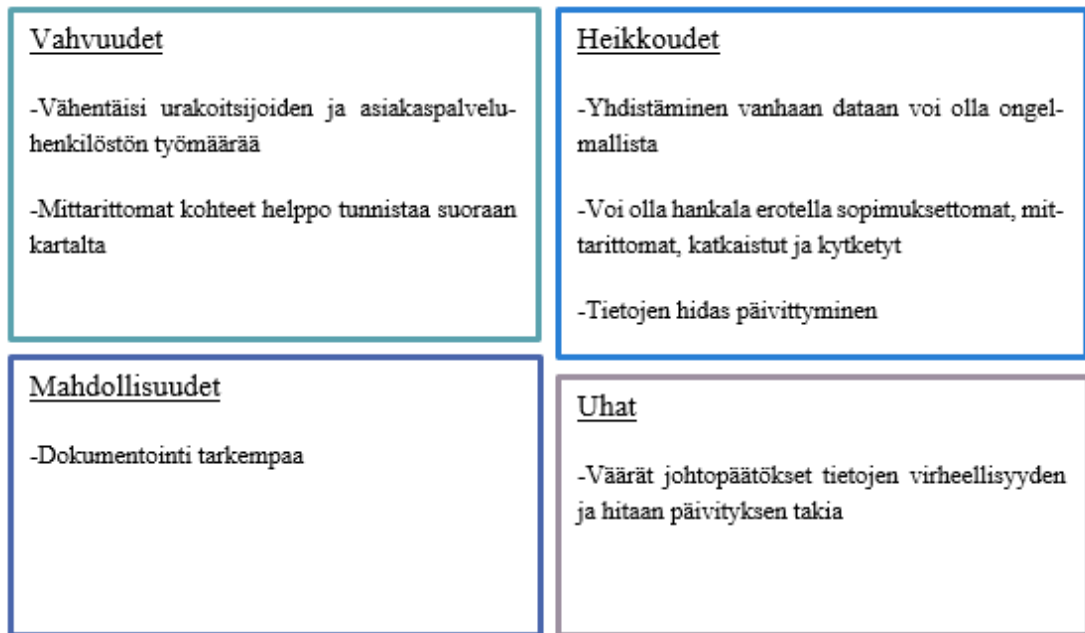 Vahvuudet
-Vähentäisi urakoitsijoiden ja asiakaspalvelu-
henkilöstön työmäärää
-Mittarittomat kohteet helppo tunnistaa suoraan
kartalta
Heikkoudet
-Yhdistäminen vanhaan dataan voi olla ongel-
mallista
-Voi olla hankala erotella sopimuksettomat, mit-
tarittomat, katkaistut ja kytketyt
-Tietojen hidas päivittyminen
Mahdollisuudet
-Dokumentointi tarkempaa
Uhat
-Väärät johtopäätökset tietojen virheellisyyden
ja hitaan päivityksen takia